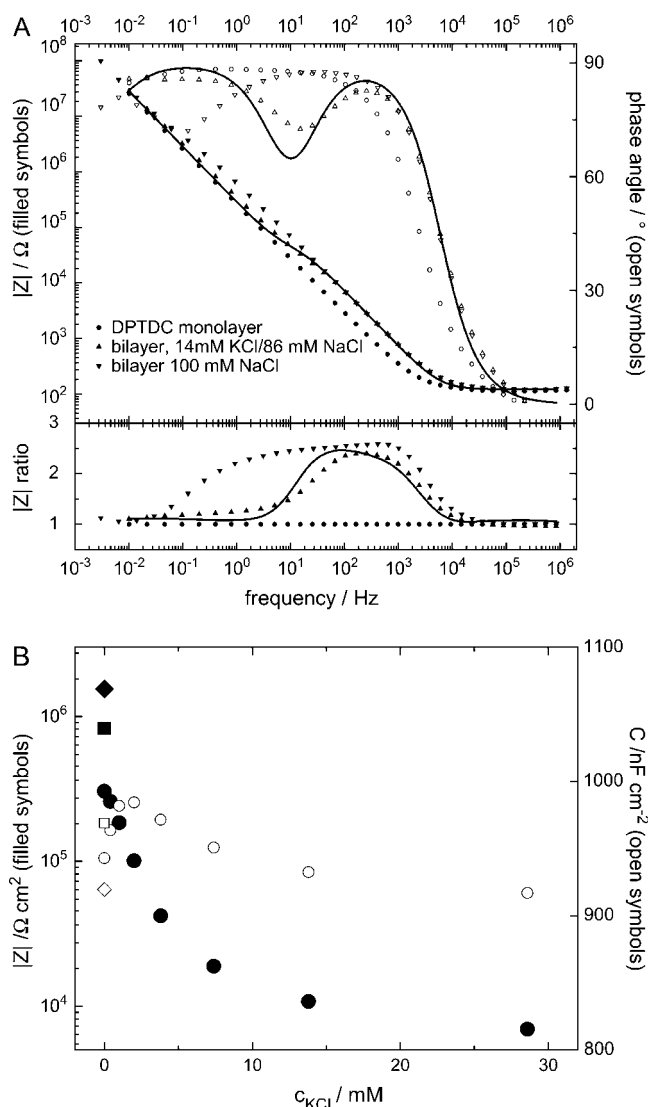 A
10⁻³ 10⁻² 10⁻¹ 10⁰ 10¹ 10² 10³ 10⁴ 10⁵ 10⁶
10⁸
10⁷
10⁶
10⁵
10⁴
10³
10²
|Z| / Ω (filled symbols)
90
60
30
0
phase angle / ° (open symbols)
DPTDC monolayer
bilayer, 14mM KCl/86 mM NaCl
bilayer 100 mM NaCl
3
2
1
|Z| ratio
10⁻³ 10⁻² 10⁻¹ 10⁰ 10¹ 10² 10³ 10⁴ 10⁵ 10⁶
frequency / Hz
B
10⁶
10⁵
10⁴
|Z| /Ω cm² (filled symbols)
1100
1000
900
800
C /nF cm⁻² (open symbols)
0 10 20 30
c_KCl / mM